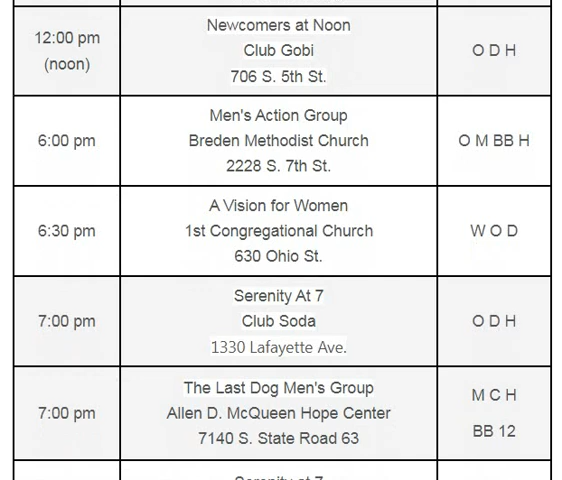 12:00 pm
(noon)
Newcomers at Noon
Club Gobi
706 S. 5th St.
O D H
6:00 pm
Men's Action Group
Breden Methodist Church
2228 S. 7th St.
O M BB H
6:30 pm
A Vision for Women
1st Congregational Church
630 Ohio St.
W O D
7:00 pm
Serenity At 7
Club Soda
1330 Lafayette Ave.
O D H
7:00 pm
The Last Dog Men's Group
Allen D. McQueen Hope Center
7140 S. State Road 63
M C H
BB 12
Serenity at 7